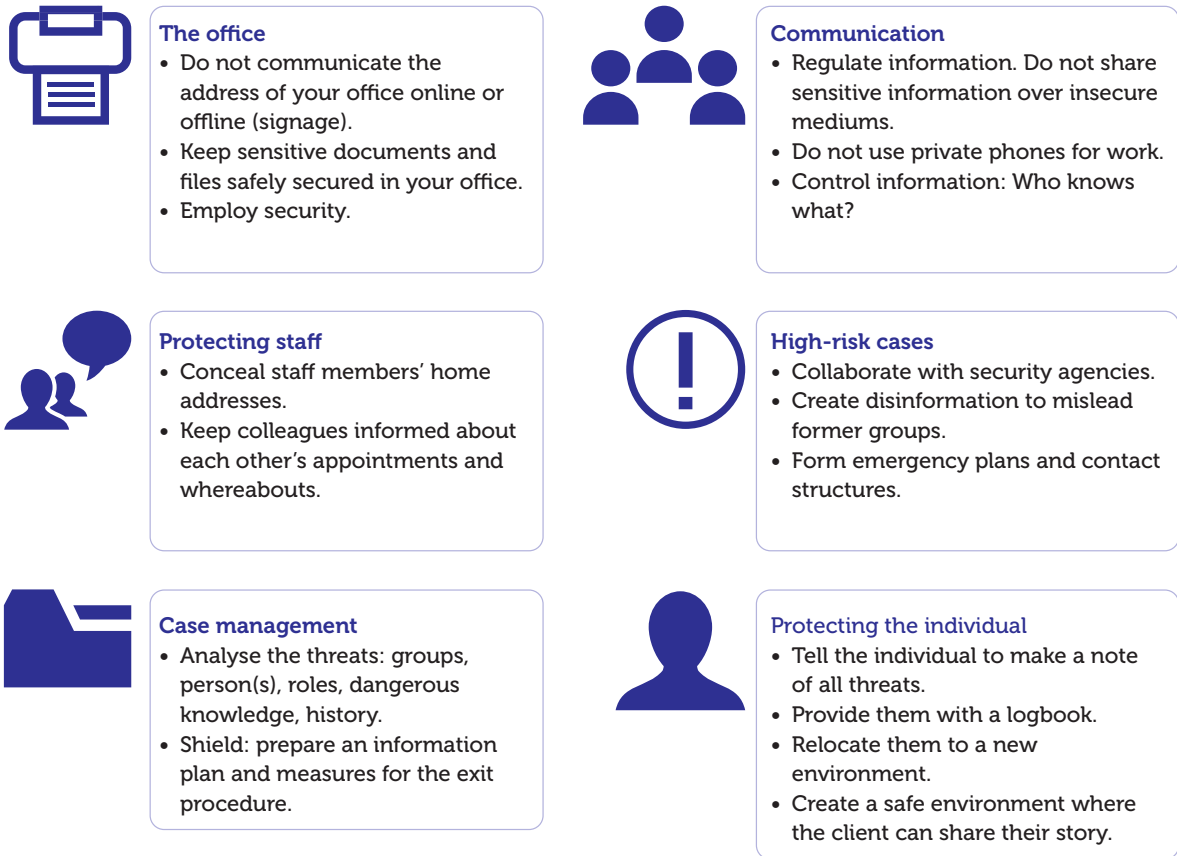 The office
• Do not communicate the
address of your office online or
offline (signage).
• Keep sensitive documents and
files safely secured in your office.
• Employ security.
Communication
• Regulate information. Do not share
sensitive information over insecure
mediums.
• Do not use private phones for work.
• Control information: Who knows
what?
Protecting staff
• Conceal staff members’ home
addresses.
• Keep colleagues informed about
each other’s appointments and
whereabouts.
High-risk cases
• Collaborate with security agencies.
• Create disinformation to mislead
former groups.
• Form emergency plans and contact
structures.
Case management
• Analyse the threats: groups,
person(s), roles, dangerous
knowledge, history.
• Shield: prepare an information
plan and measures for the exit
procedure.
Protecting the individual
• Tell the individual to make a note
of all threats.
• Provide them with a logbook.
• Relocate them to a new
environment.
• Create a safe environment where
the client can share their story.